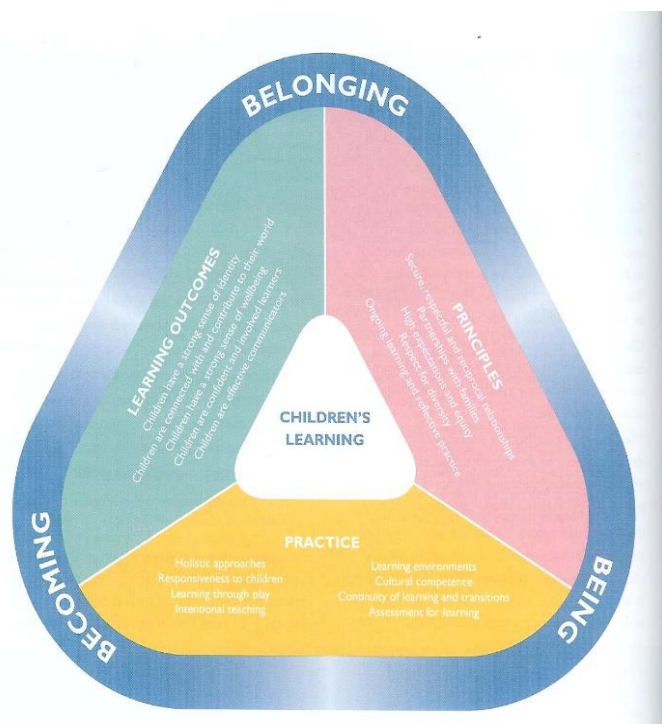 BELONGING
LEARNING OUTCOMES
Children have a strong sense of identity
Children are connected with and contribute to their world
Children have a strong sense of wellbeing
Children are confident and involved learners
Children are effective communicators
PRINCIPLES
Secure, respectful and reciprocal relationships
Partnerships with families
High expectations and equity
Respect for diversity
Ongoing learning and reflective practice
CHILDREN'S
LEARNING
PRACTICE
Holistic approaches
Responsiveness to children
Learning through play
Intentional teaching
Learning environments
Cultural competence
Continuity of learning and transitions
Assessment for learning
BECOMING
BEING